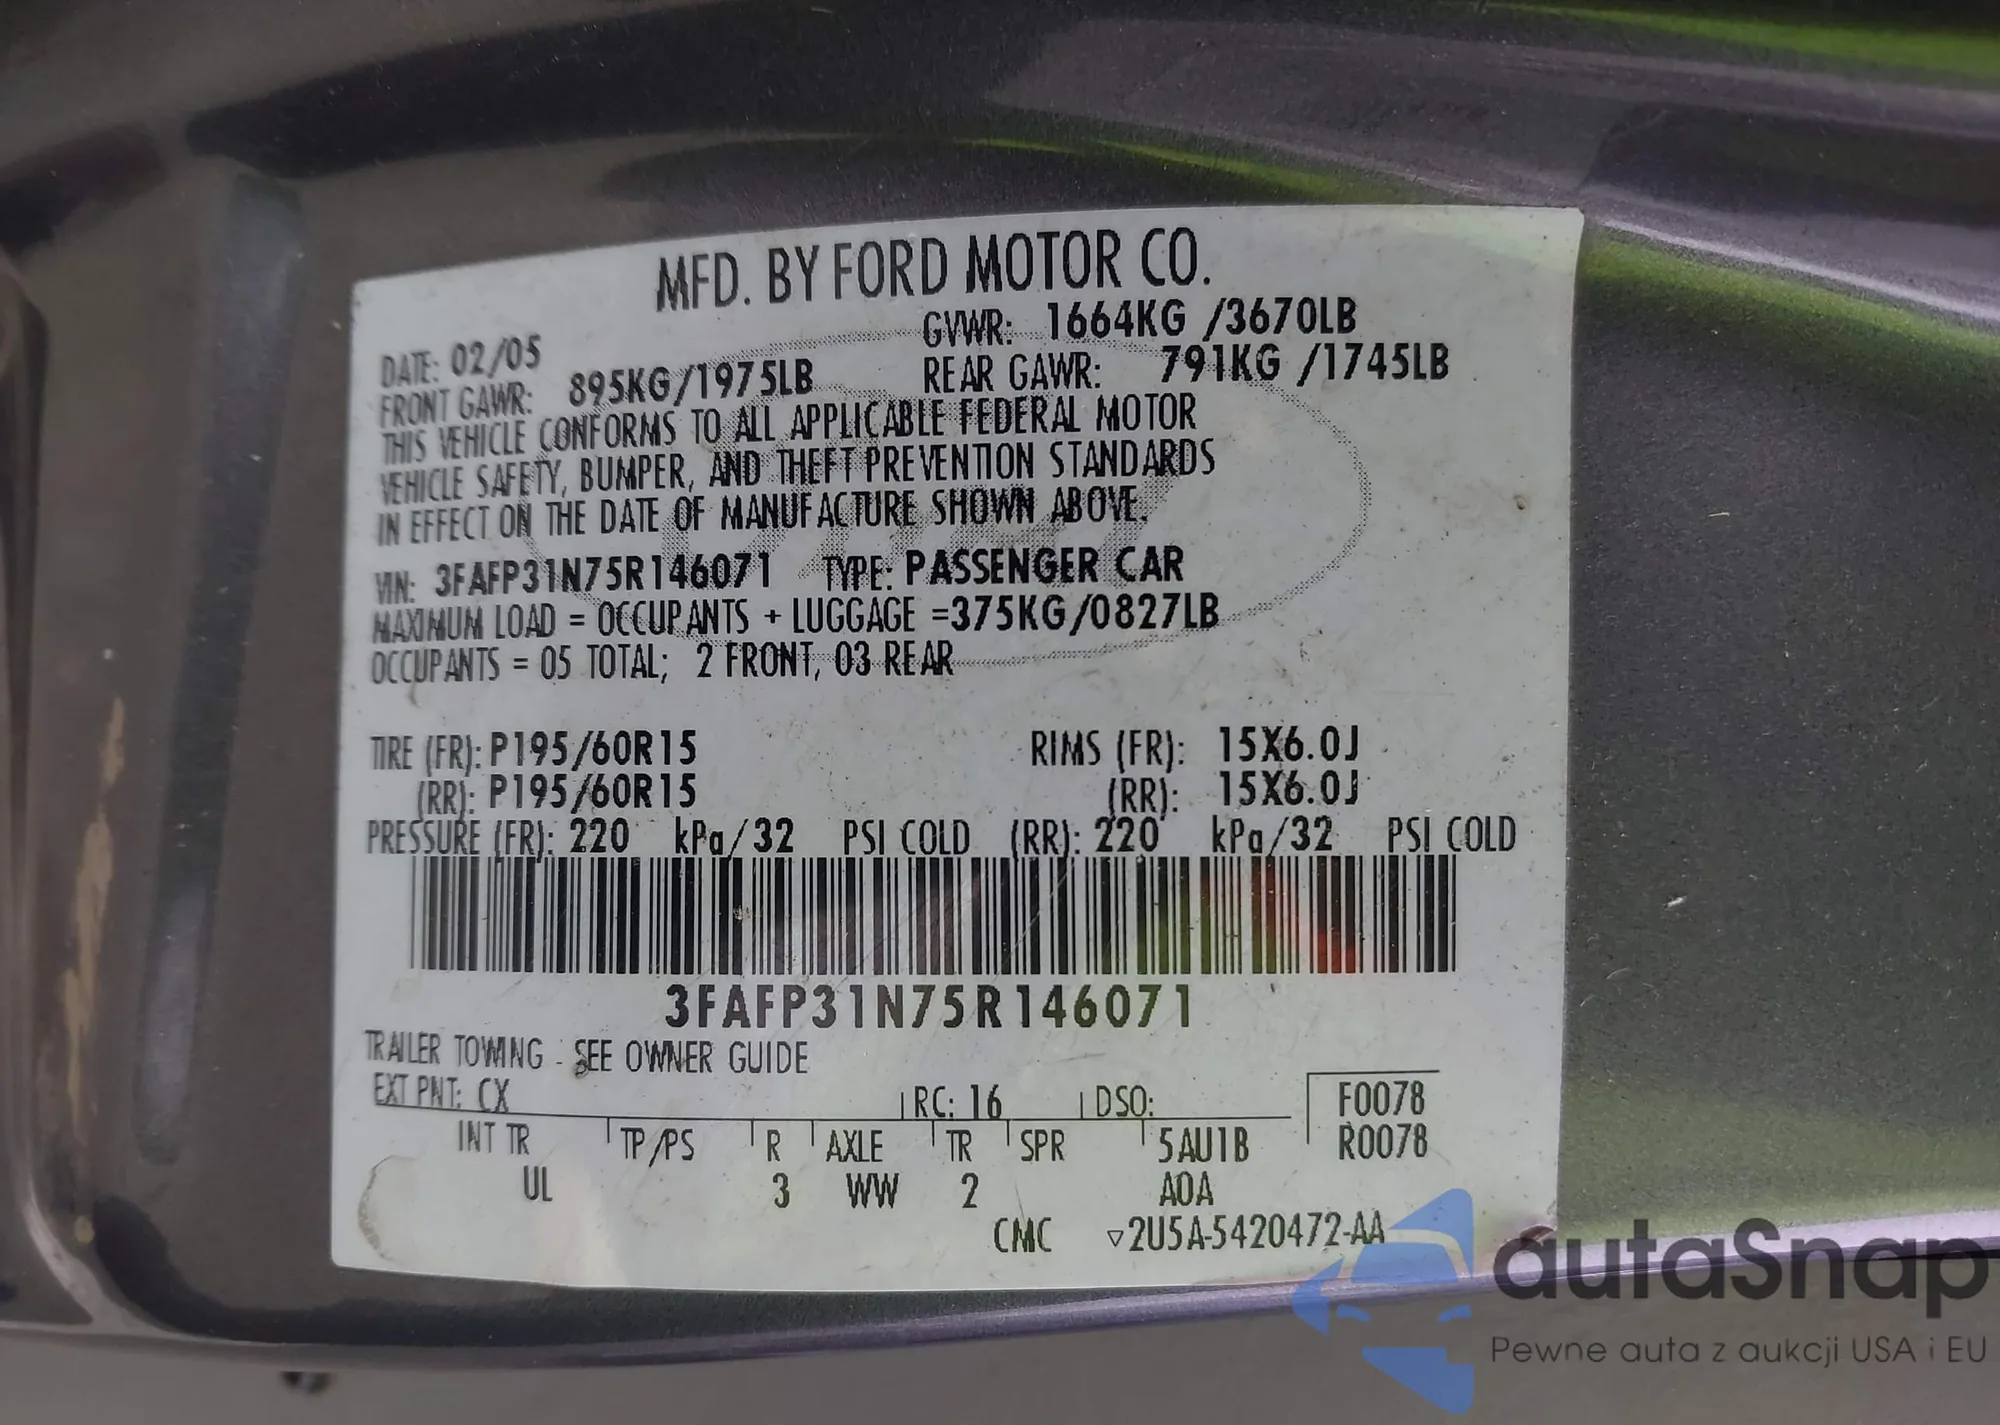 MFD. BY FORD MOTOR CO.
DATE: 02/05 GVWR: 1664KG /3670LB
FRONT GAWR: 895KG/1975LB REAR GAWR: 791KG /1745LB
THIS VEHICLE CONFORMS TO ALL APPLICABLE FEDERAL MOTOR
VEHICLE SAFETY, BUMPER, AND THEFT PREVENTION STANDARDS
IN EFFECT ON THE DATE OF MANUFACTURE SHOWN ABOVE.
VIN: 3FAFP31N75R146071 TYPE: PASSENGER CAR
MAXIMUM LOAD = OCCUPANTS + LUGGAGE =375KG/0827LB
OCCUPANTS = 05 TOTAL; 2 FRONT, 03 REAR
TIRE (FR): P195/60R15 RIMS (FR): 15X6.0J
(RR): P195/60R15 (RR): 15X6.0J
PRESSURE (FR): 220 kPa/32 PSI COLD (RR): 220 kPa/32 PSI COLD
3FAFP31N75R146071
TRAILER TOWING - SEE OWNER GUIDE
EXT PNT: CX RC: 16 DSO: F0078
INT TR TP/PS R AXLE TR SPR 5AU1B R0078
UL 3 WW 2 A0A
CMC ▽2U5A-5420472-AA
autaSnap
Pewne auta z aukcji USA i EU